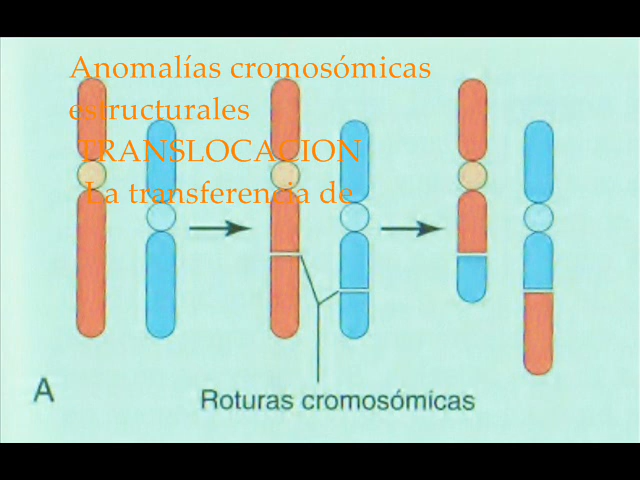 Anomalías cromosómicas
estructurales
TRANSLOCACION
La transferencia de
A
Roturas cromosómicas